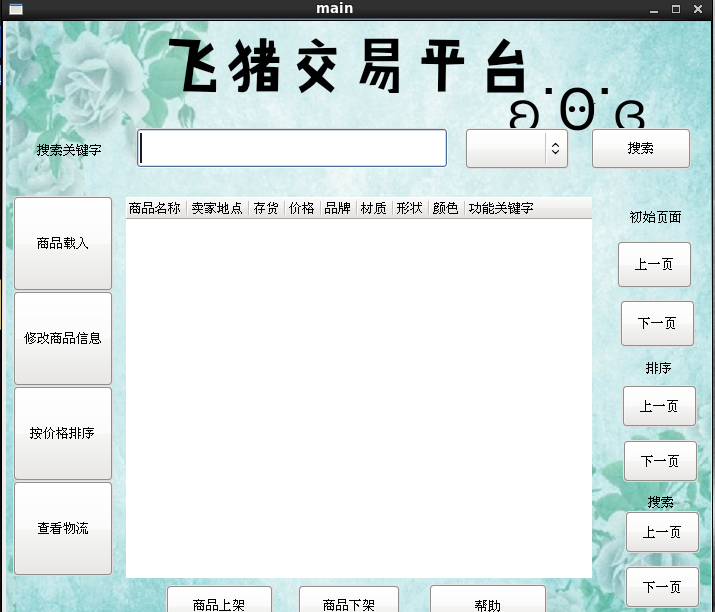 main
飞猪交易平台
搜索关键字 搜索
商品名称 卖家地点 存货 价格 品牌 材质 形状 颜色 功能关键字
商品载入
修改商品信息
按价格排序
查看物流
初始页面
上一页
下一页
排序
上一页
下一页
搜索
上一页
下一页
商品上架 商品下架 帮助